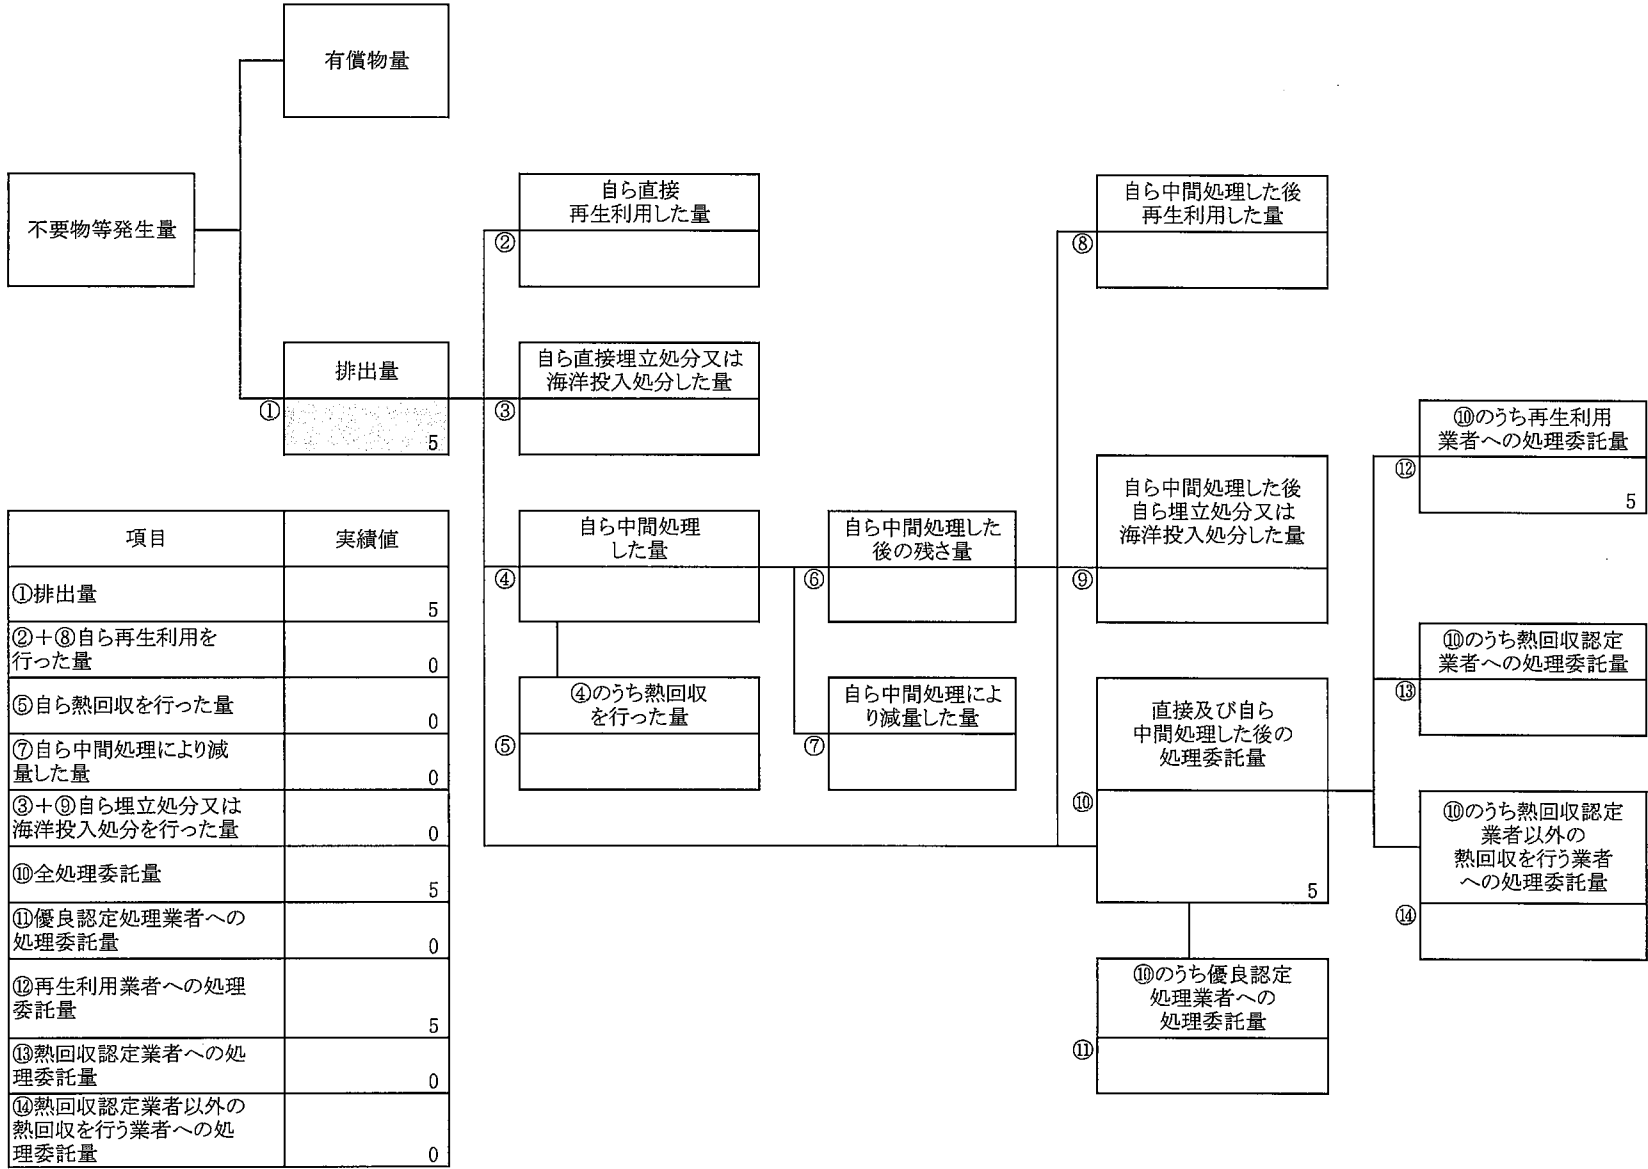 有償物量
不要物等発生量
排出量
①
5
自ら直接
再生利用した量
②
自ら直接埋立処分又は
海洋投入処分した量
③
自ら中間処理
した量
④
④のうち熱回収
を行った量
⑤
自ら中間処理した
後の残さ量
⑥
自ら中間処理によ
り減量した量
⑦
自ら中間処理した後
再生利用した量
⑧
自ら中間処理した後
自ら埋立処分又は
海洋投入処分した量
⑨
直接及び自ら
中間処理した後の
処理委託量
⑩
5
⑩のうち優良認定
処理業者への
処理委託量
⑪
⑩のうち再生利用
業者への処理委託量
⑫
5
⑩のうち熱回収認定
業者への処理委託量
⑬
⑩のうち熱回収認定
業者以外の
熱回収を行う業者
への処理委託量
⑭
項目
実績値
①排出量
5
②+⑧自ら再生利用を
行った量
0
⑤自ら熱回収を行った量
0
⑦自ら中間処理により減
量した量
0
③+⑨自ら埋立処分又は
海洋投入処分を行った量
0
⑩全処理委託量
5
⑪優良認定処理業者への
処理委託量
0
⑫再生利用業者への処理
委託量
5
⑬熱回収認定業者への処
理委託量
0
⑭熱回収認定業者以外の
熱回収を行う業者への処
理委託量
0